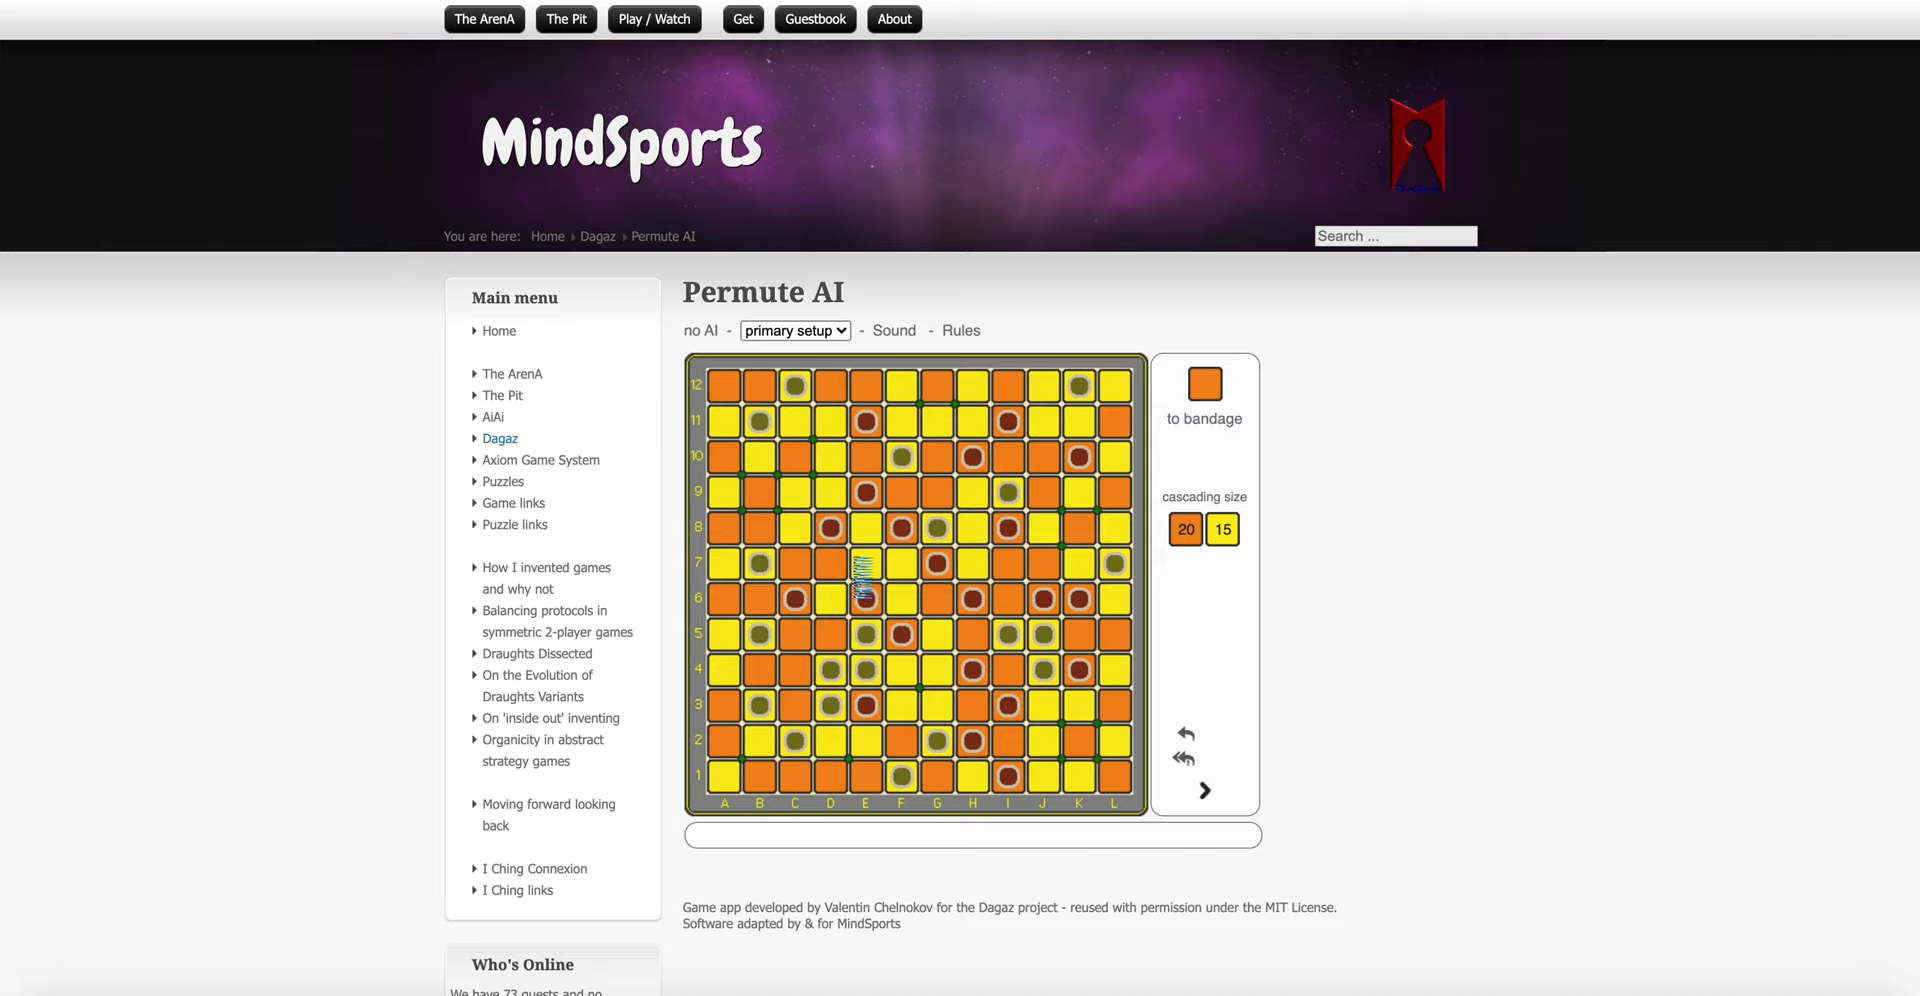 The ArenA
The Pit
Play / Watch
Get
Guestbook
About
MindSports
You are here: Home Dagaz Permute AI
Search ...
Main menu
Home
The ArenA
The Pit
AiAi
Dagaz
Axiom Game System
Puzzles
Game links
Puzzle links
How I invented games
and why not
Balancing protocols in
symmetric 2-player games
Draughts Dissected
On the Evolution of
Draughts Variants
On 'inside out' inventing
Organicity in abstract
strategy games
Moving forward looking
back
I Ching Connexion
I Ching links
Who's Online
We have 73 guests and no
Permute AI
no AI - primary setup - Sound - Rules
12
11
10
9
8
7
6
5
4
3
2
1
A B C D E F G H I J K L
to bandage
cascading size
20 15
Game app developed by Valentin Chelnokov for the Dagaz project - reused with permission under the MIT License.
Software adapted by & for MindSports